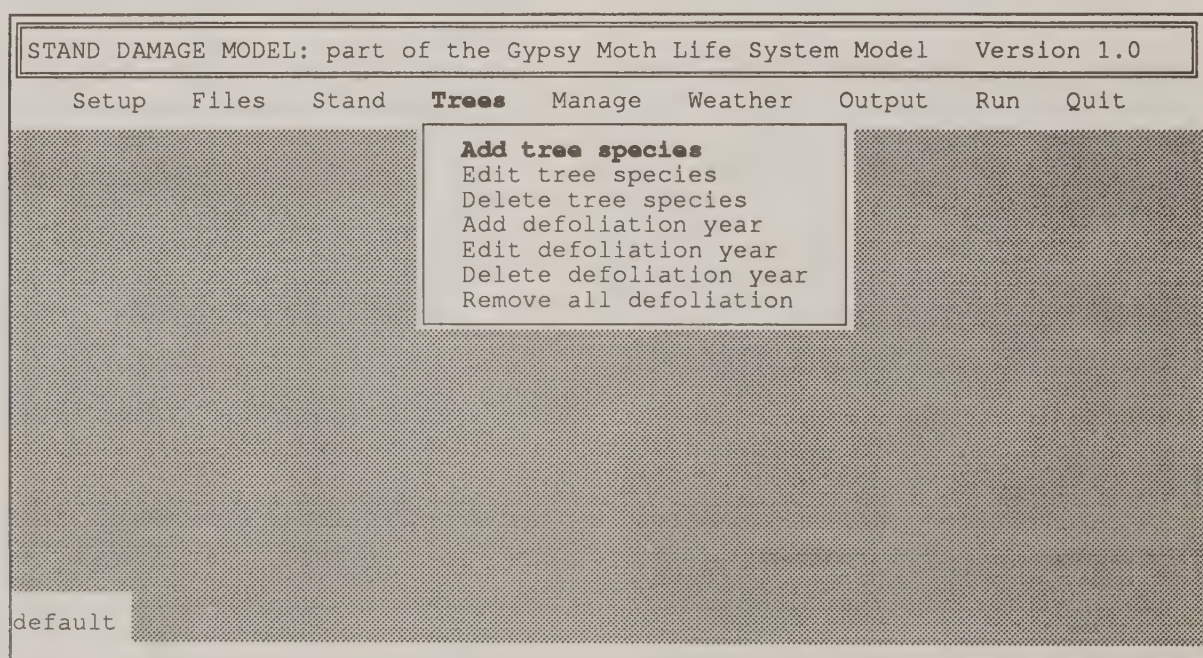 STAND DAMAGE MODEL: part of the Gypsy Moth Life System Model Version 1.0
Setup Files Stand Trees Manage Weather Output Run Quit
Add tree species
Edit tree species
Delete tree species
Add defoliation year
Edit defoliation year
Delete defoliation year
Remove all defoliation
default